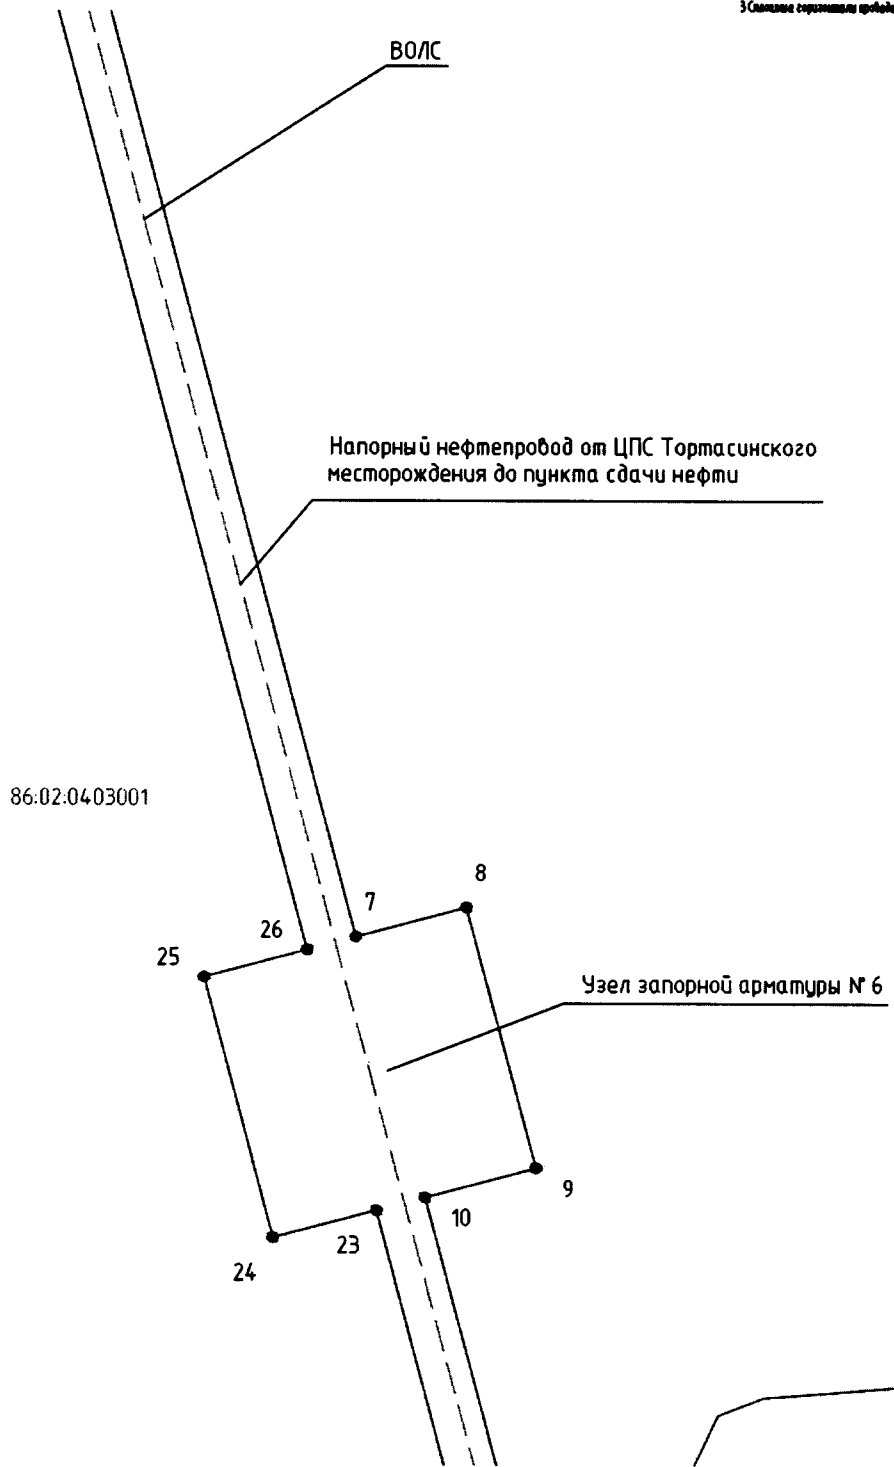 ВОЛС
Напорный нефтепровод от ЦПС Тортасинского
месторождения до пункта сдачи нефти
86:02:0403001
8
7
26
25
Узел запорной арматуры № 6
9
10
23
24